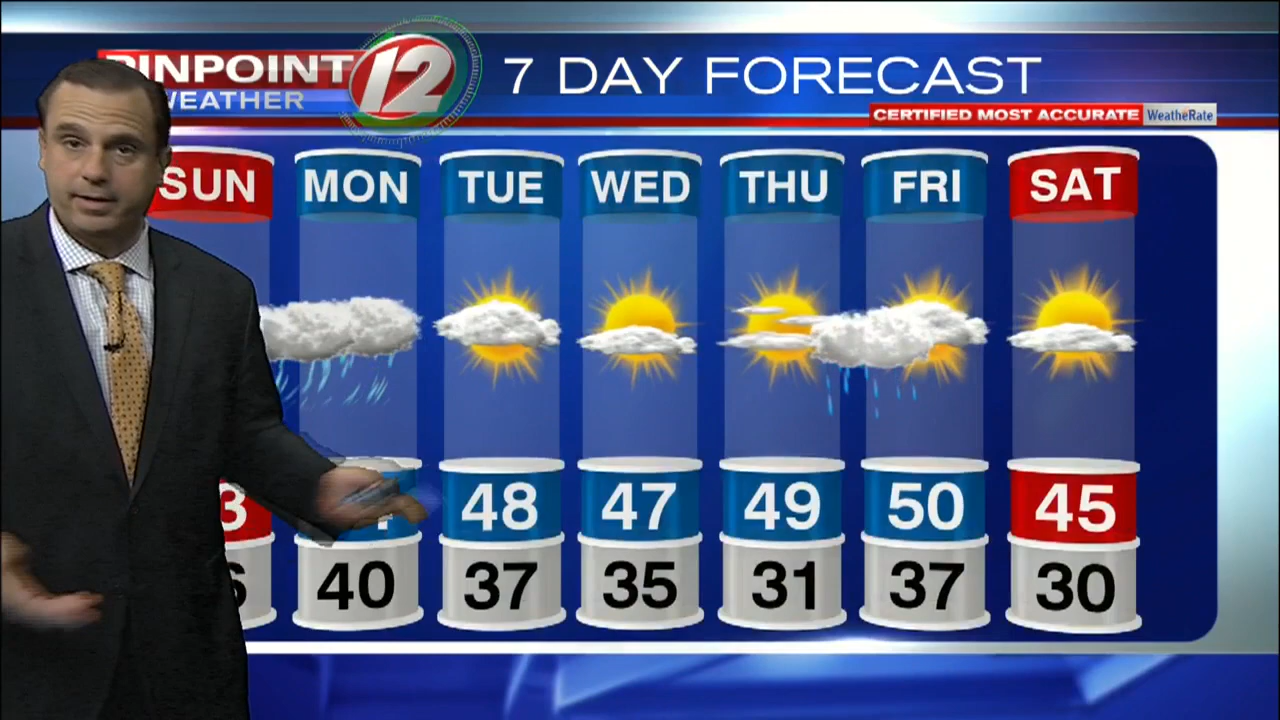 PINPOINT 12
WEATHER
7 DAY FORECAST
CERTIFIED MOST ACCURATE WeatheRate
SUN MON TUE WED THU FRI SAT
48 47 49 50 45
40 37 35 31 37 30